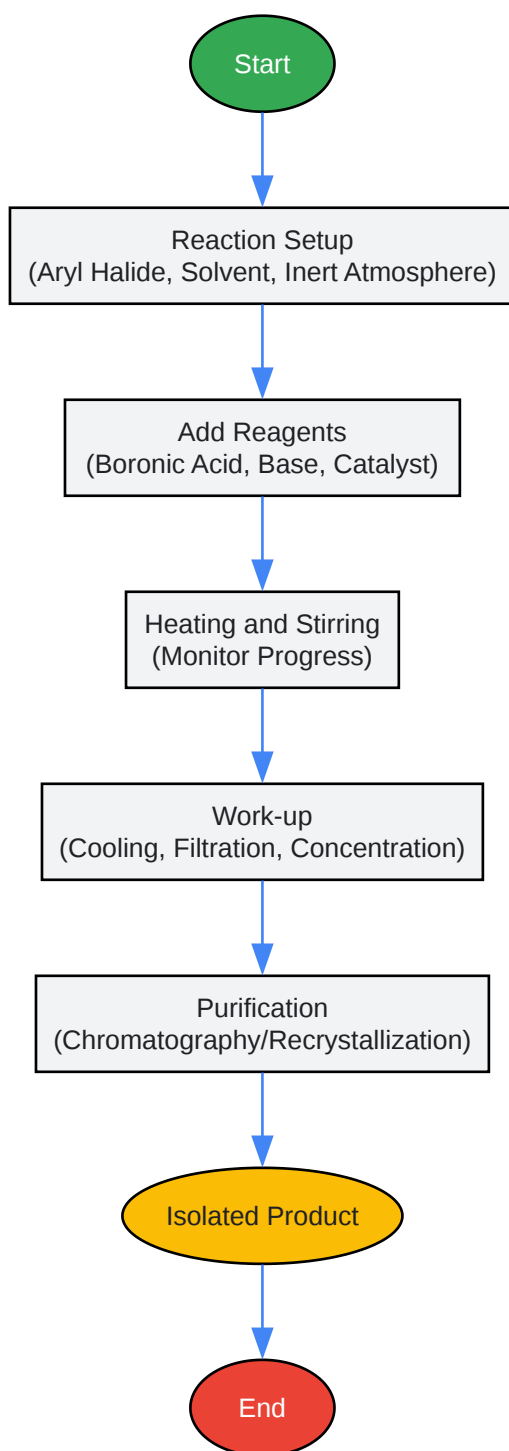 Start
Reaction Setup
(Aryl Halide, Solvent, Inert Atmosphere)
Add Reagents
(Boronic Acid, Base, Catalyst)
Heating and Stirring
(Monitor Progress)
Work-up
(Cooling, Filtration, Concentration)
Purification
(Chromatography/Recrystallization)
Isolated Product
End